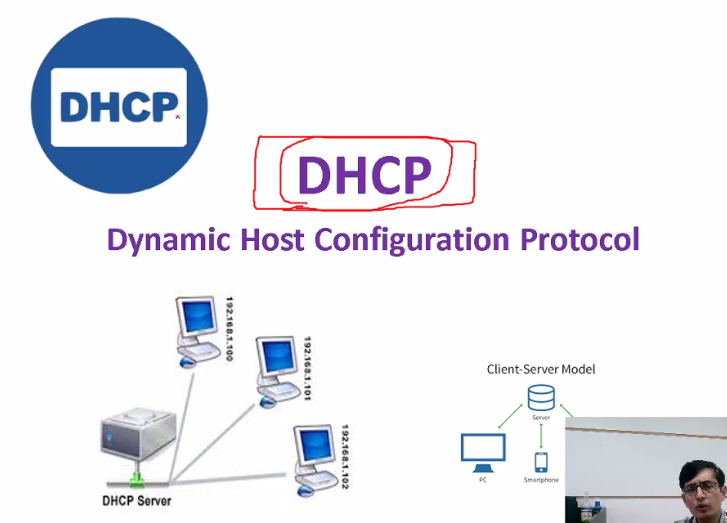 DHCP
DHCP
Dynamic Host Configuration Protocol
192.168.1.100
192.168.1.101
192.168.1.102
DHCP Server
Client-Server Model
Server
PC
Smartphone